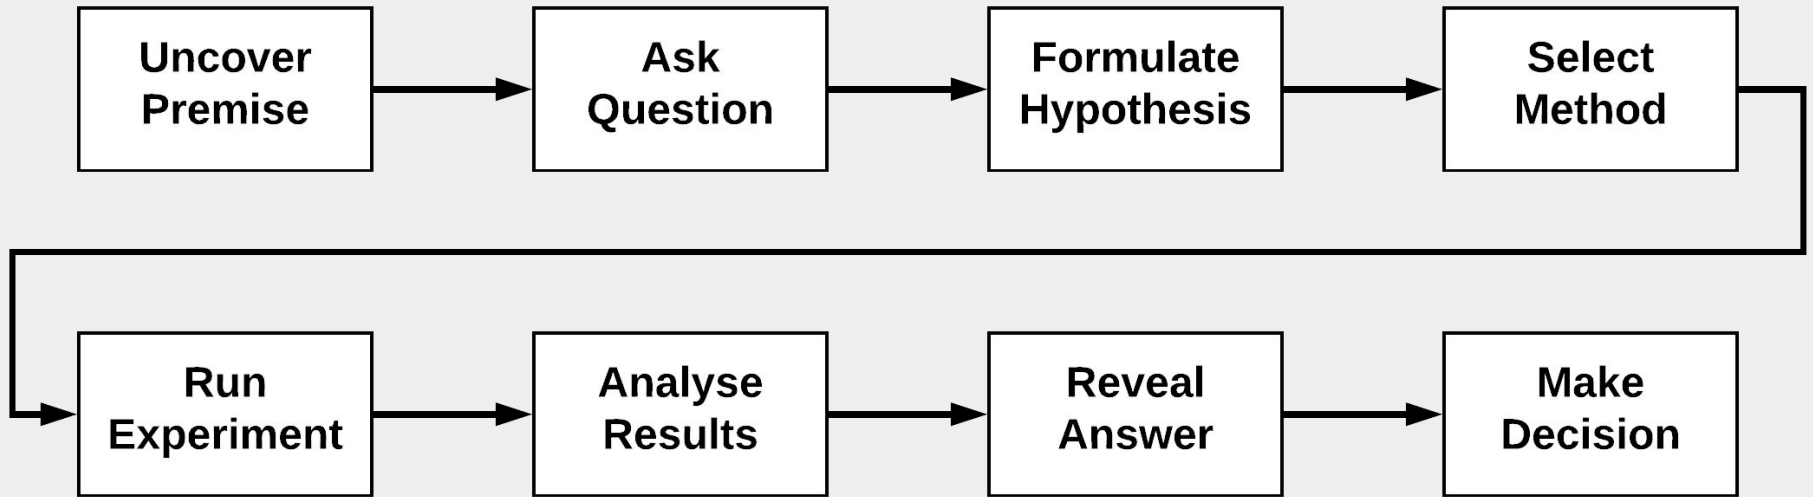 Uncover
Premise
Ask
Question
Formulate
Hypothesis
Select
Method
Run
Experiment
Analyse
Results
Reveal
Answer
Make
Decision